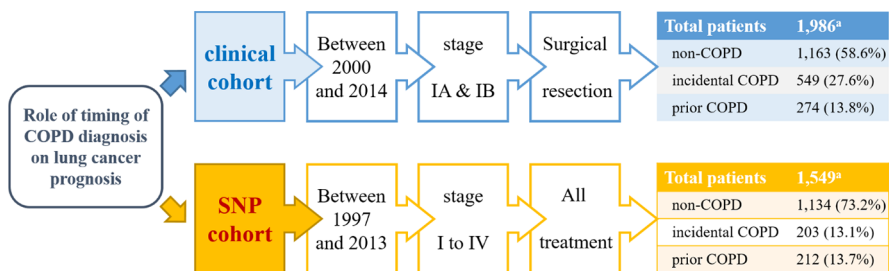 Role of timing of
COPD diagnosis
on lung cancer
prognosis
clinical
cohort
Between
2000
and 2014
stage
IA & IB
Surgical
resection
Total patients 1,986ᵃ
non-COPD 1,163 (58.6%)
incidental COPD 549 (27.6%)
prior COPD 274 (13.8%)
SNP
cohort
Between
1997
and 2013
stage
I to IV
All
treatment
Total patients 1,549ᵃ
non-COPD 1,134 (73.2%)
incidental COPD 203 (13.1%)
prior COPD 212 (13.7%)